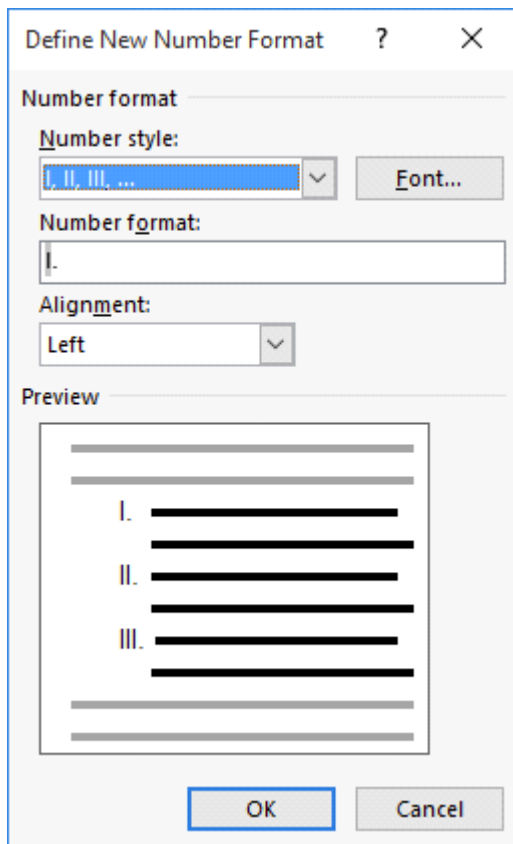 Define New Number Format ?
Number format
Number style:
I, II, III, ...
Font...
Number format:
I.
Alignment:
Left
Preview
I.
II.
III.
OK Cancel